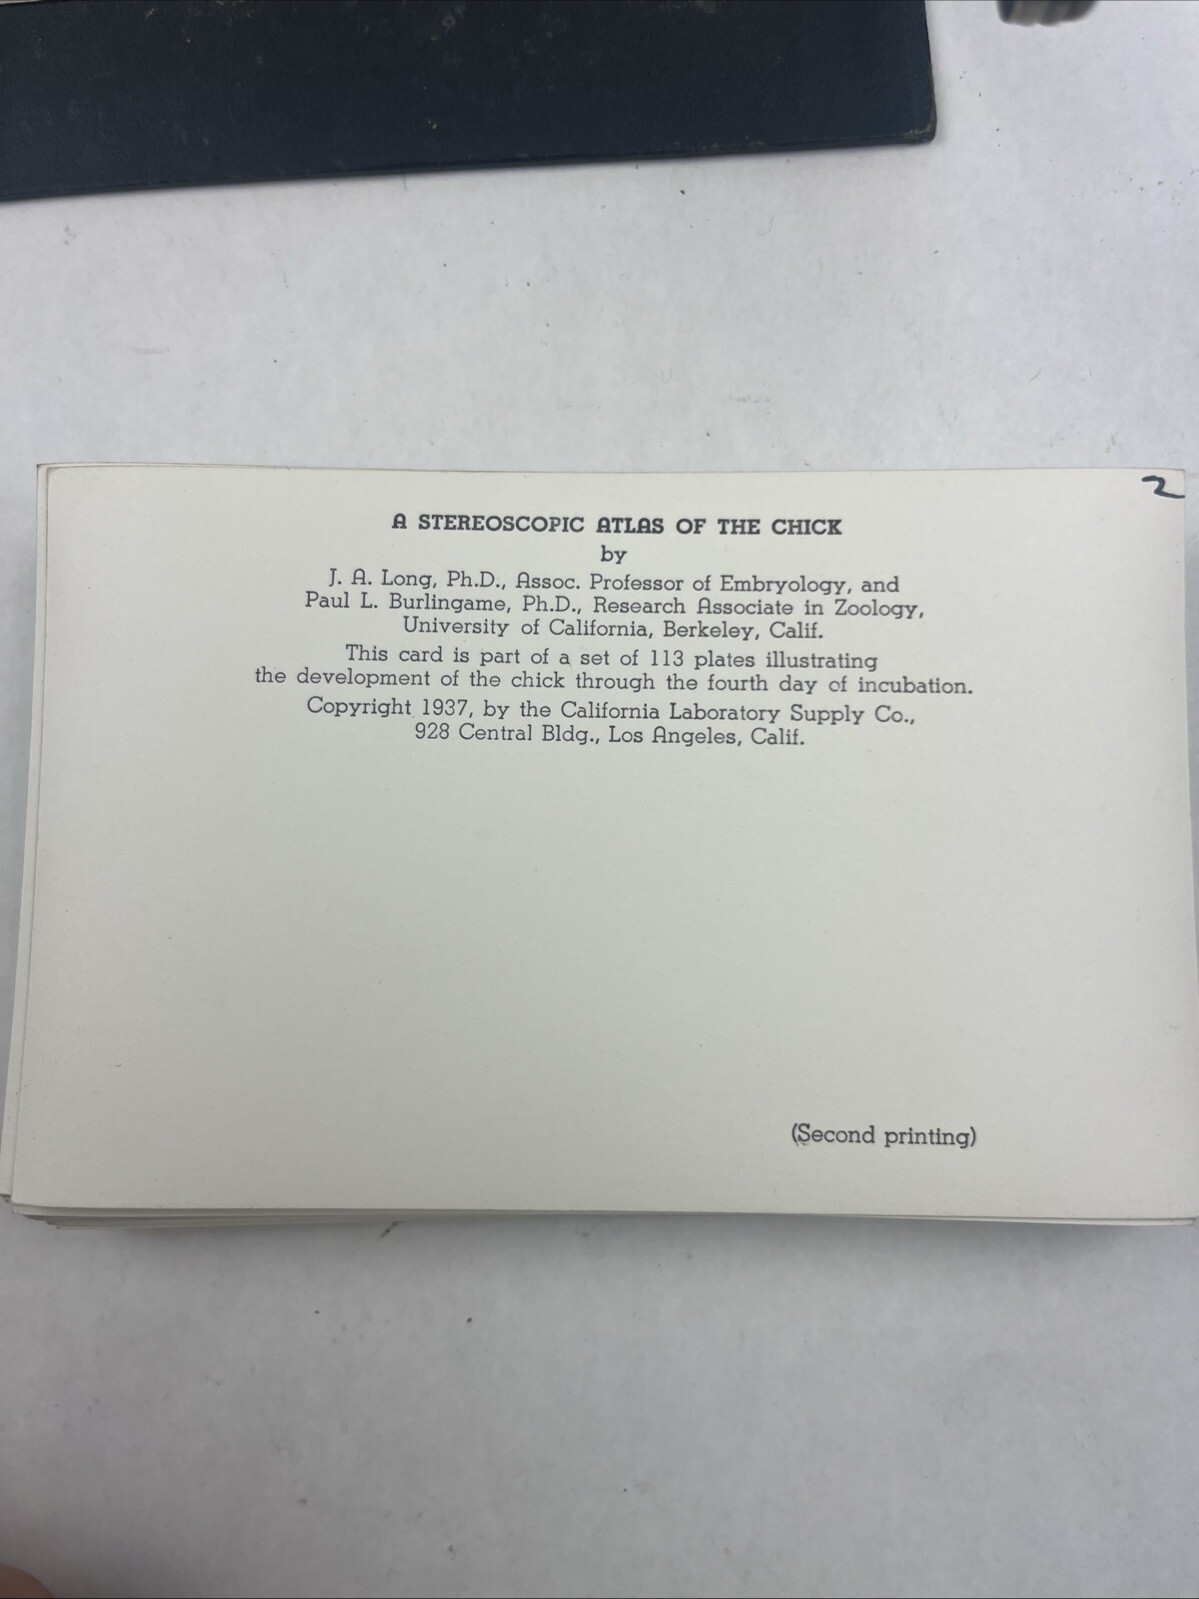 2
A STEREOSCOPIC ATLAS OF THE CHICK
by
J. A. Long, Ph.D., Assoc. Professor of Embryology, and
Paul L. Burlingame, Ph.D., Research Associate in Zoology,
University of California, Berkeley, Calif.
This card is part of a set of 113 plates illustrating
the development of the chick through the fourth day of incubation.
Copyright 1937, by the California Laboratory Supply Co.,
928 Central Bldg., Los Angeles, Calif.
(Second printing)